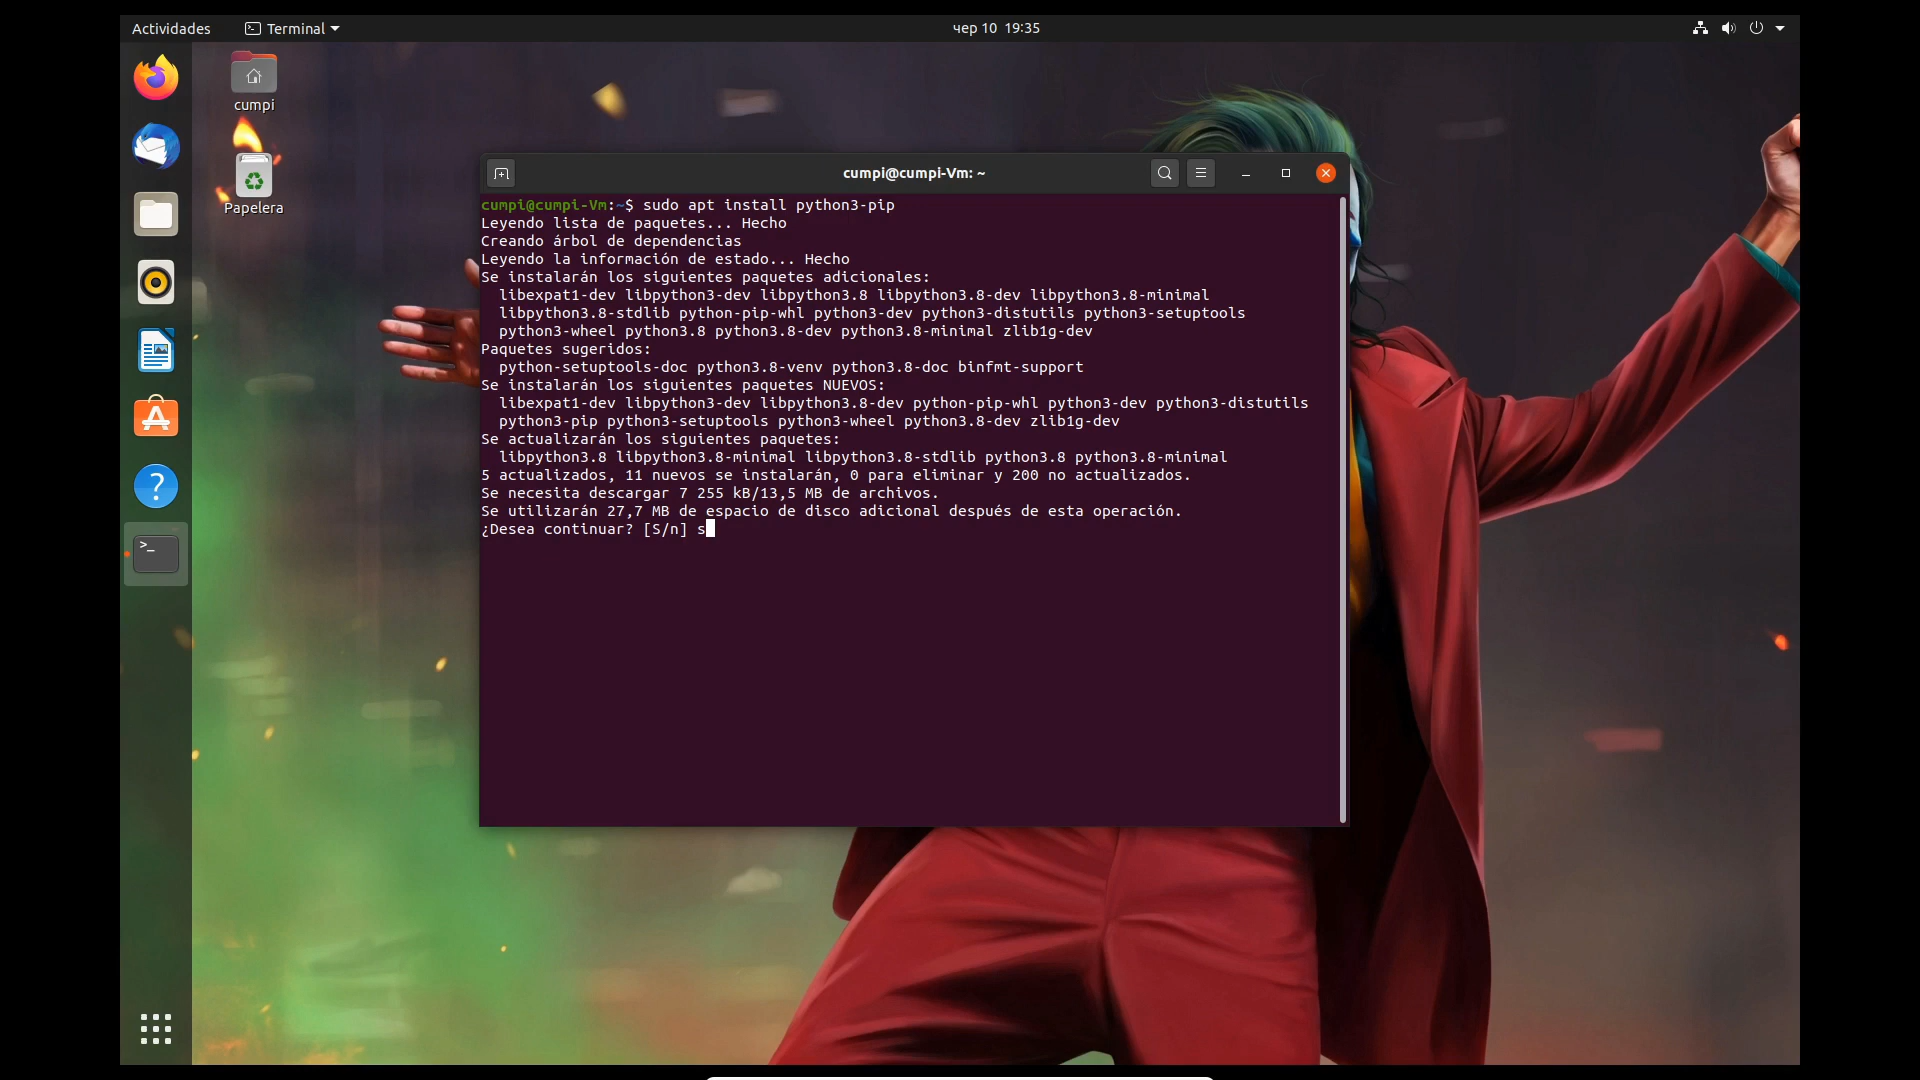 Actividades
Terminal
чер 10 19:35
cumpi
Papelera
cumpi@cumpi-Vm: ~
cumpi@cumpi-Vm:~$ sudo apt install python3-pip
Leyendo lista de paquetes... Hecho
Creando árbol de dependencias
Leyendo la información de estado... Hecho
Se instalarán los siguientes paquetes adicionales:
libexpat1-dev libpython3-dev libpython3.8 libpython3.8-dev libpython3.8-minimal
libpython3.8-stdlib python-pip-whl python3-dev python3-distutils python3-setuptools
python3-wheel python3.8 python3.8-dev python3.8-minimal zlib1g-dev
Paquetes sugeridos:
python-setuptools-doc python3.8-venv python3.8-doc binfmt-support
Se instalarán los siguientes paquetes NUEVOS:
libexpat1-dev libpython3-dev libpython3.8-dev python-pip-whl python3-dev python3-distutils
python3-pip python3-setuptools python3-wheel python3.8-dev zlib1g-dev
Se actualizarán los siguientes paquetes:
libpython3.8 libpython3.8-minimal libpython3.8-stdlib python3.8 python3.8-minimal
5 actualizados, 11 nuevos se instalarán, 0 para eliminar y 200 no actualizados.
Se necesita descargar 7 255 kB/13,5 MB de archivos.
Se utilizarán 27,7 MB de espacio de disco adicional después de esta operación.
¿Desea continuar? [S/n] s